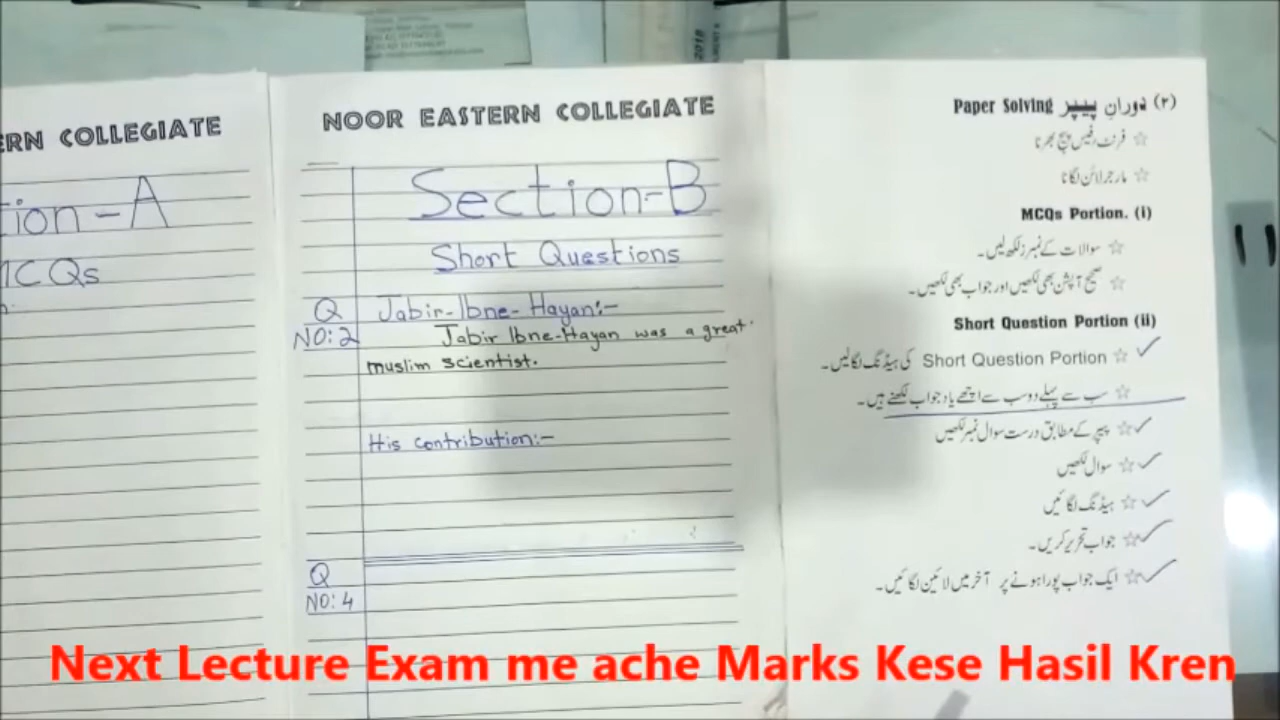 2018
ERN COLLEGIATE
tion-A
MCQs
NOOR EASTERN COLLEGIATE
Section-B
Short Questions
Q
NO:2
Jabir-Ibne-Hayan:-
Jabir Ibne-Hayan was a great
muslim scientist.
His contribution:-
Q
NO:4
(۲) دورانِ پیپر Paper Solving
☆ فرنٹ فیس پیج بھرنا
☆ مارجر لائن لگانا
MCQs Portion. (i)
☆ سوالات کے نمبرز لکھ لیں۔
☆ صحیح آپشن بھی لکھیں اور جواب بھی لکھیں۔
Short Question Portion (ii)
☆ Short Question Portion کی ہیڈنگ لگا لیں۔
☆ سب سے پہلے دو سب سے اچھے یاد جواب لکھنے ہیں۔
☆ پیپر کے مطابق درست سوال نمبر لکھیں
☆ سوال لکھیں
☆ ہیڈنگ لگائیں
☆ جواب تحریر کریں۔
☆ ایک جواب پورا ہونے پر آخر میں لائین لگائیں۔
Next Lecture Exam me ache Marks Kese Hasil Kren